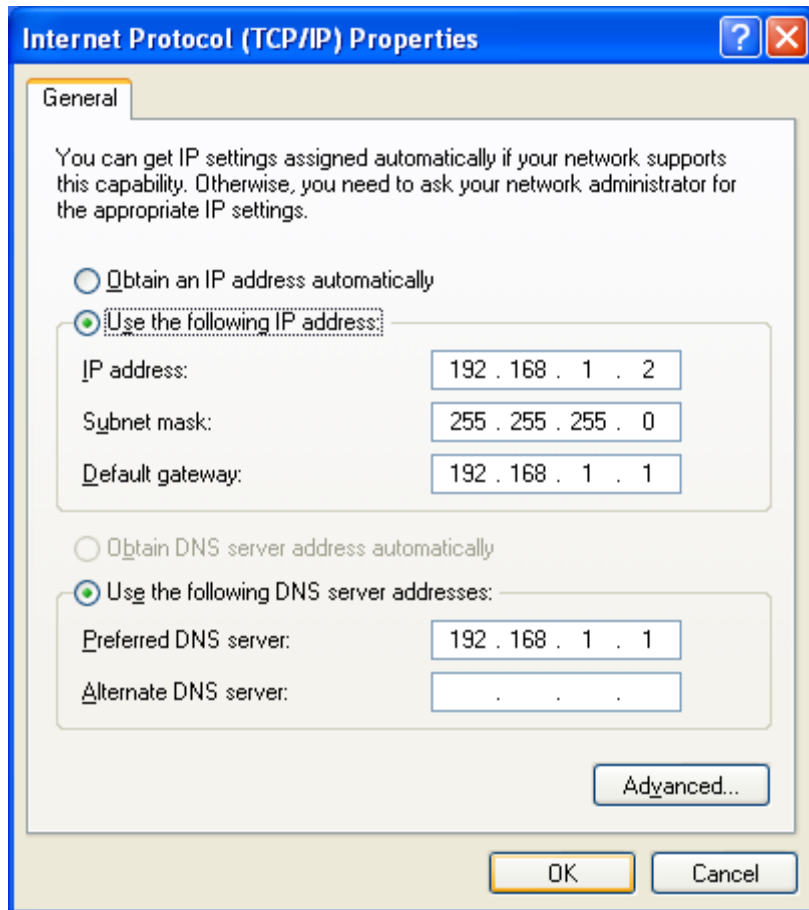 Internet Protocol (TCP/IP) Properties
General
You can get IP settings assigned automatically if your network supports
this capability. Otherwise, you need to ask your network administrator for
the appropriate IP settings.
Obtain an IP address automatically
Use the following IP address:
IP address: 192 . 168 . 1 . 2
Subnet mask: 255 . 255 . 255 . 0
Default gateway: 192 . 168 . 1 . 1
Obtain DNS server address automatically
Use the following DNS server addresses:
Preferred DNS server: 192 . 168 . 1 . 1
Alternate DNS server: . . .
Advanced...
OK Cancel